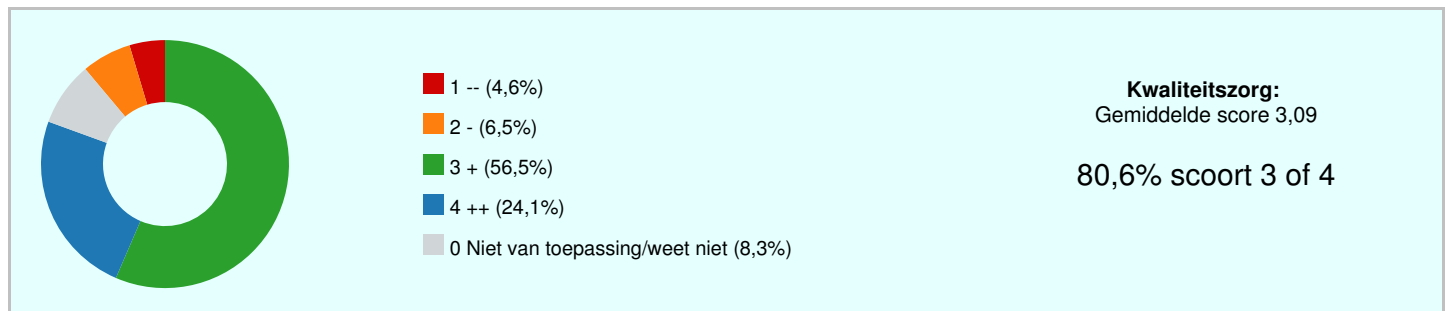 1 -- (4,6%)
2 - (6,5%)
3 + (56,5%)
4 ++ (24,1%)
0 Niet van toepassing/weet niet (8,3%)
Kwaliteitszorg:
Gemiddelde score 3,09
80,6% scoort 3 of 4